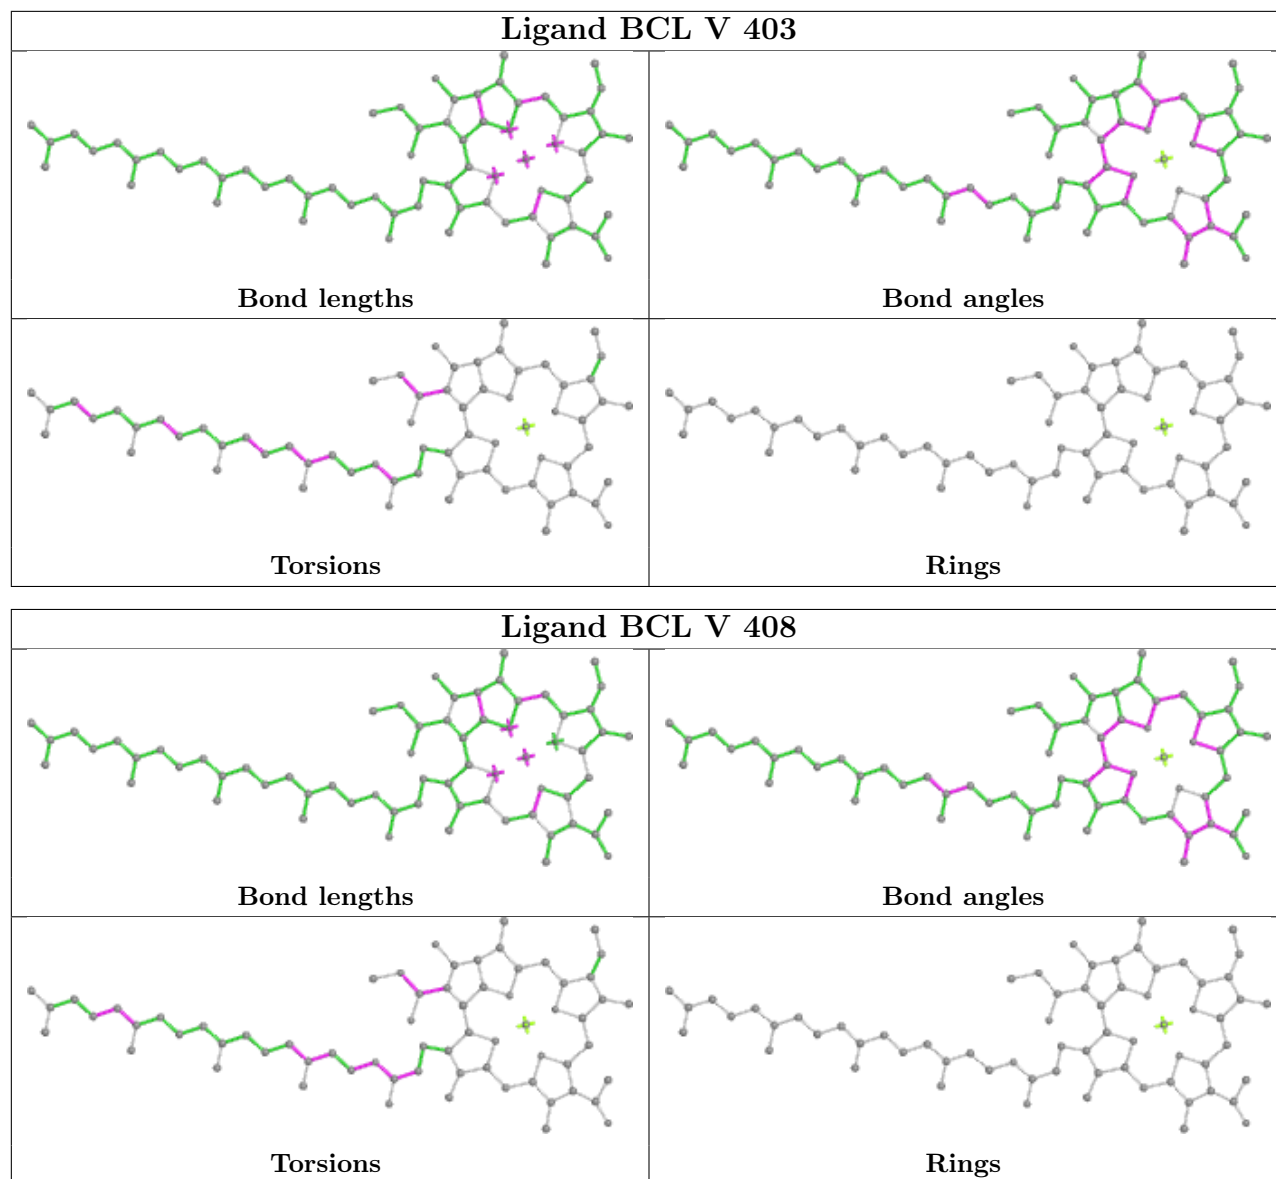 Ligand BCL V 403
Bond lengths
Bond angles
Torsions
Rings
Ligand BCL V 408
Bond lengths
Bond angles
Torsions
Rings